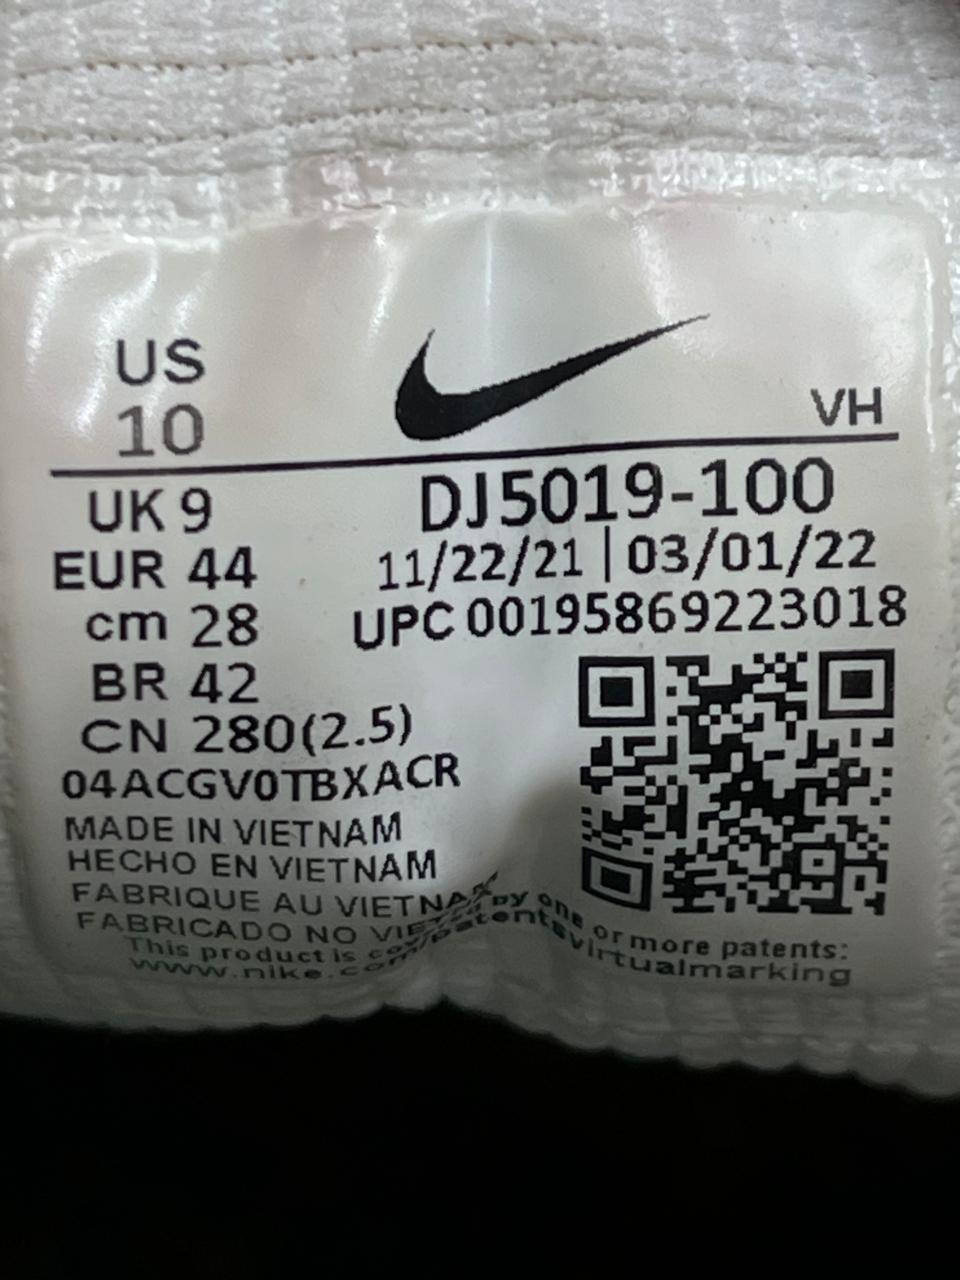 US
10
VH
UK 9
DJ5019-100
EUR 44
11/22/21 | 03/01/22
cm 28
UPC 00195869223018
BR 42
CN 280(2.5)
04ACGV0TBXACR
MADE IN VIETNAM
HECHO EN VIETNAM
FABRIQUE AU VIETNAM
FABRICADO NO VIE
This product is covered by one or more patents:
www.nike.com/patentsvirtualmarking